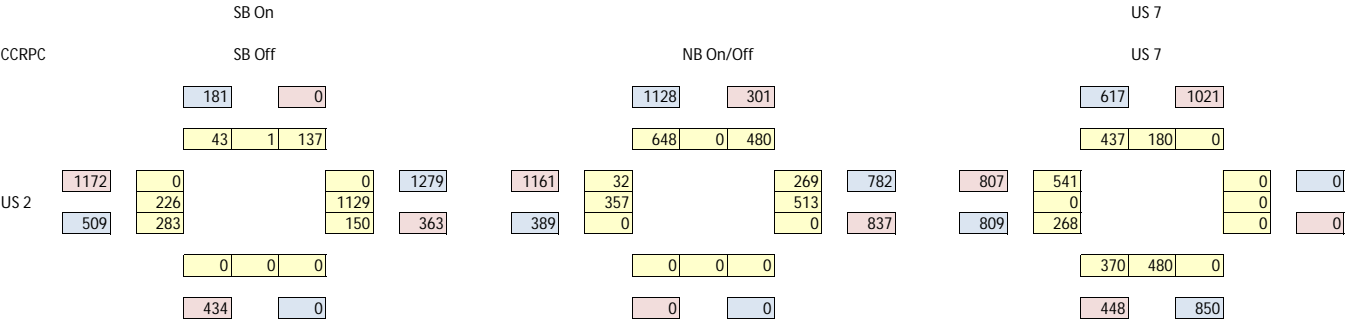 SB On US 7
CCRPC SB Off NB On/Off US 7
181 0 1128 301 617 1021
43 1 137 648 0 480 437 180 0
1172 0 0 1279 1161 32 269 782 807 541 0 0
US 2 226 1129 357 513 0 0
509 283 150 363 389 0 0 837 809 268 0 0
0 0 0 0 0 0 370 480 0
434 0 0 0 448 850